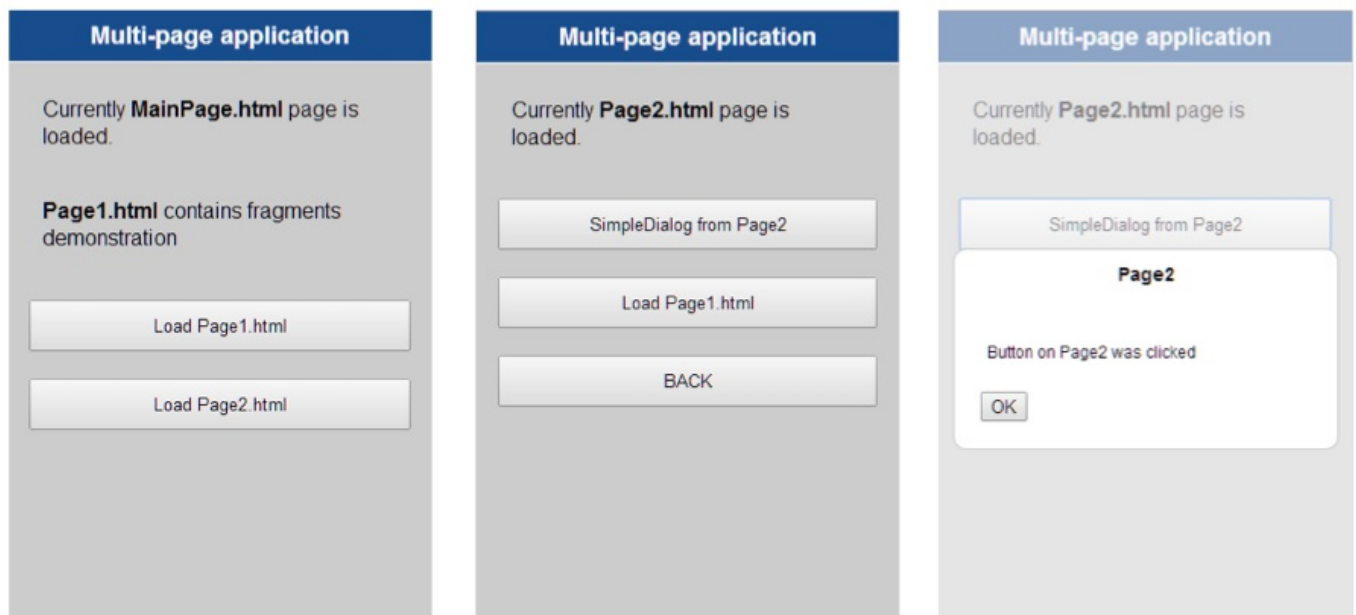 Multi-page application
Currently MainPage.html page is
loaded.
Page1.html contains fragments
demonstration
Load Page1.html
Load Page2.html
Multi-page application
Currently Page2.html page is
loaded.
SimpleDialog from Page2
Load Page1.html
BACK
Multi-page application
Currently Page2.html page is
loaded.
SimpleDialog from Page2
Page2
Button on Page2 was clicked
OK